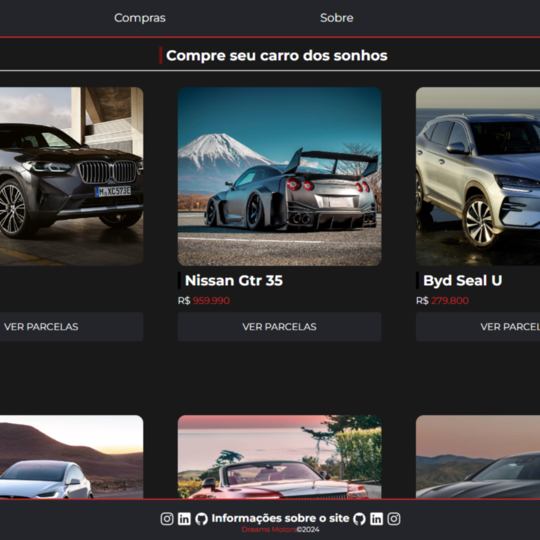 Compras Sobre
Compre seu carro dos sonhos
M XC573E
Nissan Gtr 35
Byd Seal U
R$ 959.990
R$ 279.800
VER PARCELAS
VER PARCELAS
VER PARCEL
Informações sobre o site
Dreams Motors©2024